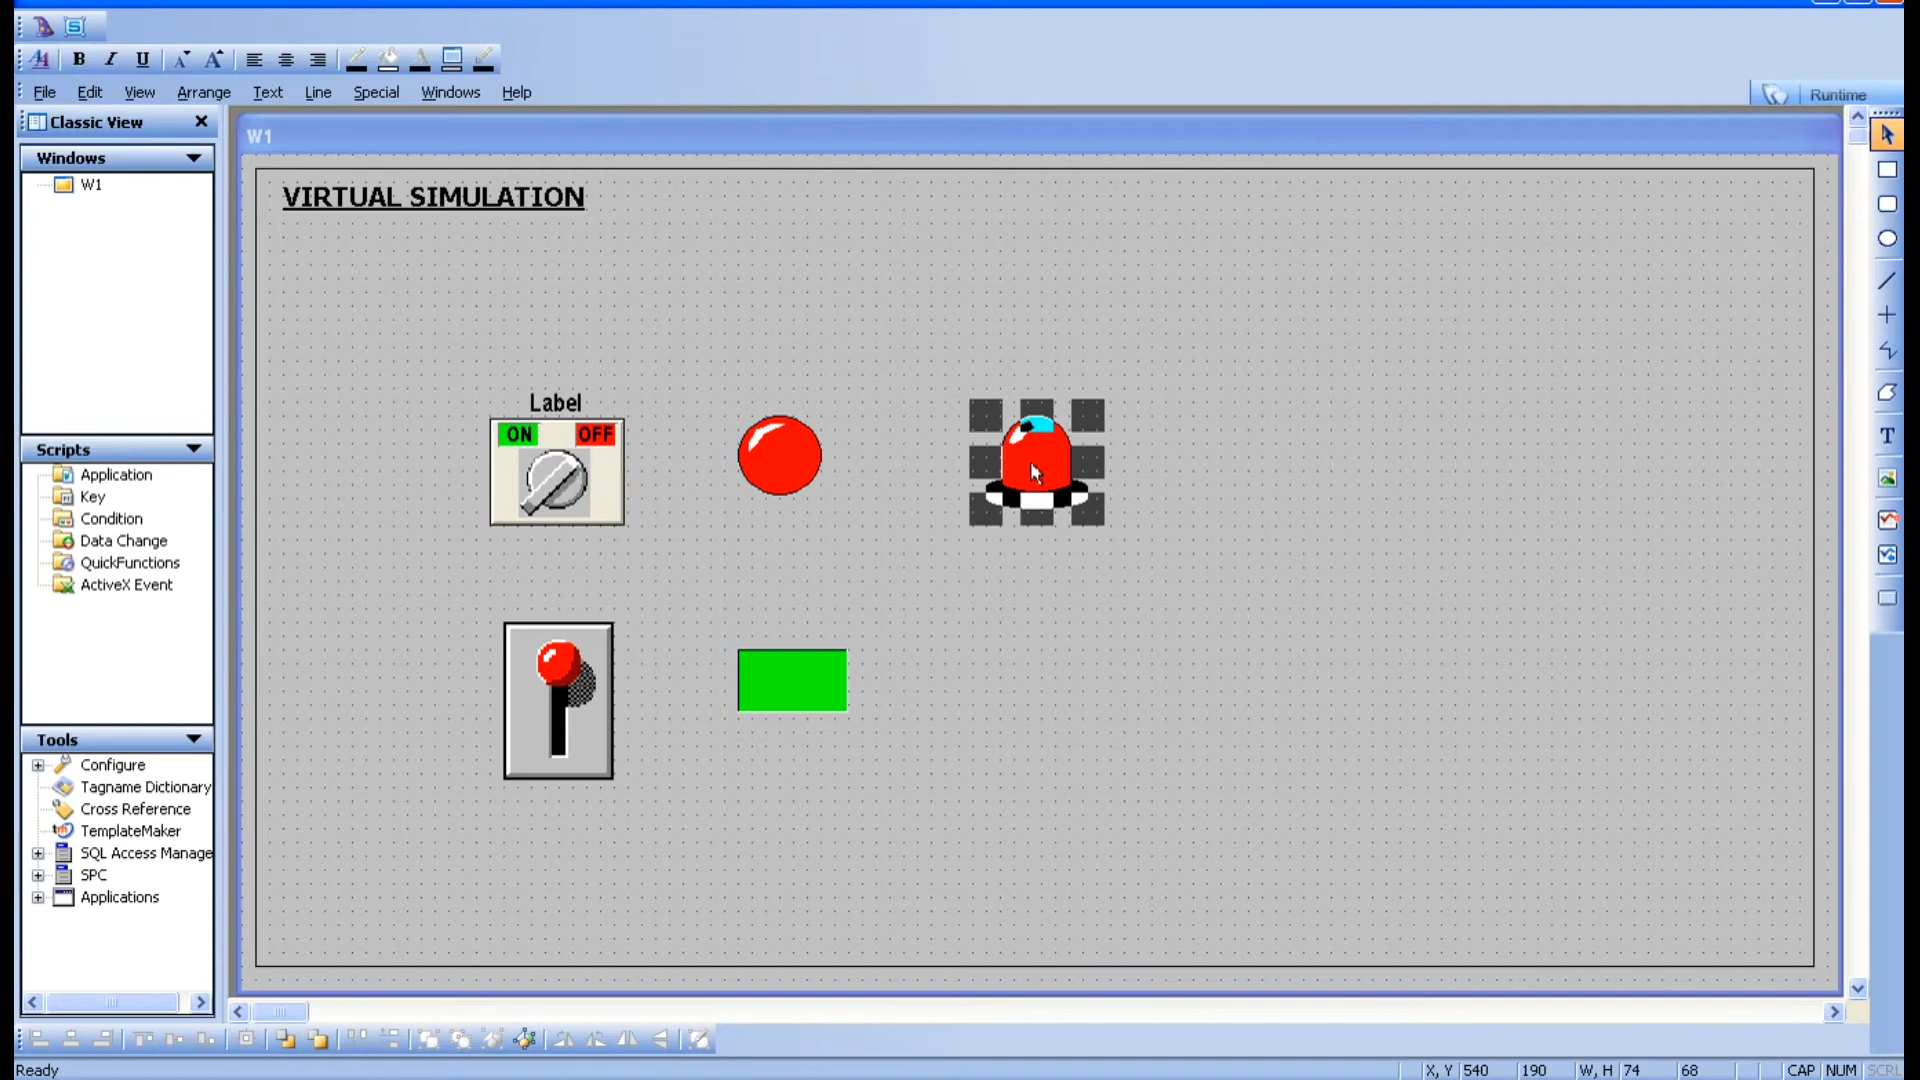 B I U
File Edit View Arrange Text Line Special Windows Help
Runtime
Classic View
W1
Windows
W1
VIRTUAL SIMULATION
Label
ON OFF
Scripts
Application
Key
Condition
Data Change
QuickFunctions
ActiveX Event
T
Tools
Configure
Tagname Dictionary
Cross Reference
TemplateMaker
SQL Access Manage
SPC
Applications
Ready
X, Y 540 190 W, H 74 68 CAP NUM SCRL